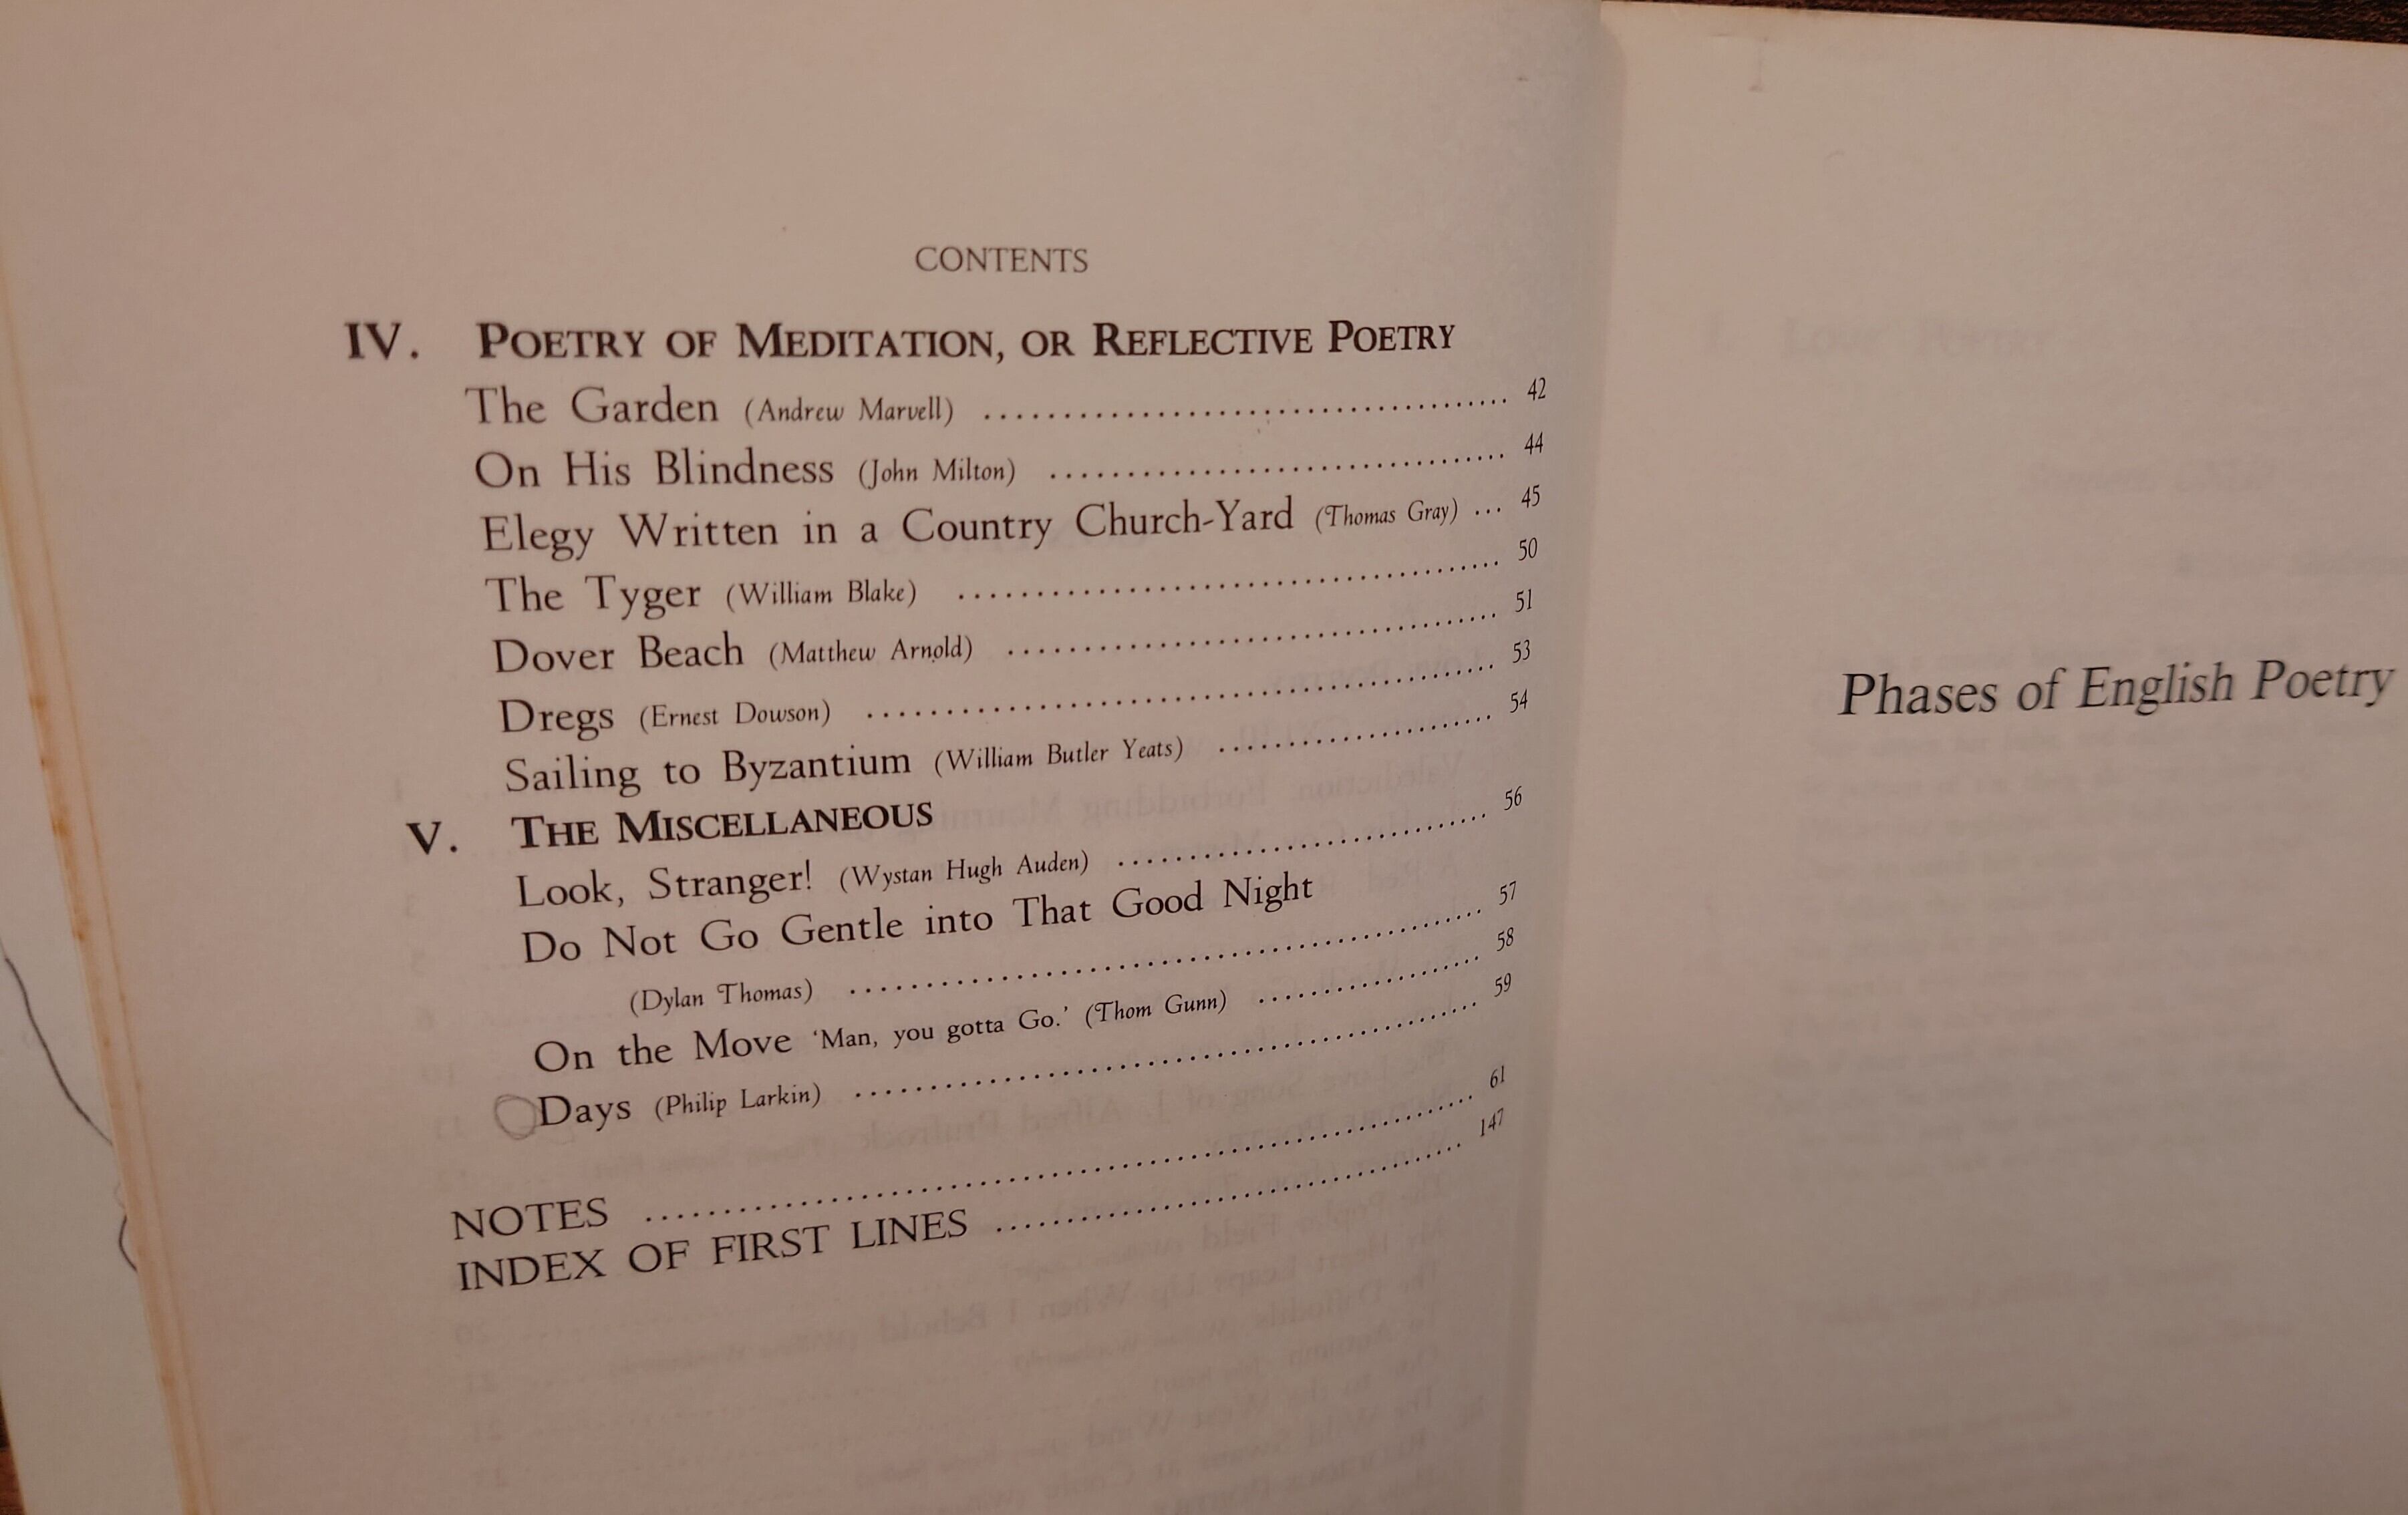 CONTENTS
IV. POETRY OF MEDITATION, OR REFLECTIVE POETRY
The Garden (Andrew Marvell) ........................................ 42
On His Blindness (John Milton) .................................... 44
Elegy Written in a Country Church-Yard (Thomas Gray) ... 45
The Tyger (William Blake) .......................................... 50
Dover Beach (Matthew Arnold) ...................................... 51
Dregs (Ernest Dowson) ................................................ 53
Sailing to Byzantium (William Butler Yeats) ..................... 54
V. THE MISCELLANEOUS
Look, Stranger! (Wystan Hugh Auden) ............................. 56
Do Not Go Gentle into That Good Night
(Dylan Thomas) .................................................. 57
On the Move 'Man, you gotta Go.' (Thom Gunn) .................. 58
Days (Philip Larkin) .................................................. 59
NOTES ................................................................ 61
INDEX OF FIRST LINES ............................................. 147
Phases of English Poetry